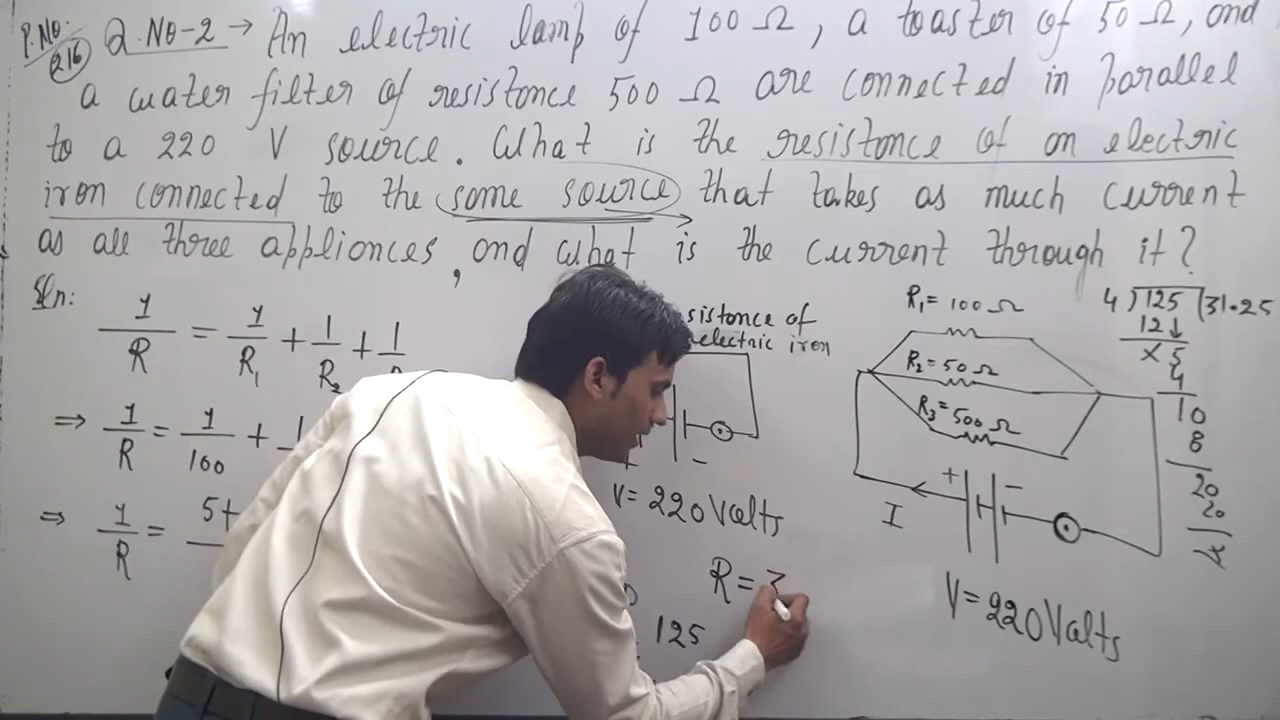 P.No: 216 Q.No-2 → An electric lamp of 100 Ω, a toaster of 50 Ω, and
a water filter of resistance 500 Ω are connected in parallel
to a 220 V source. What is the resistance of an electric
iron connected to the same source that takes as much current
as all three appliances, and what is the current through it?
Sln:
1/R = 1/R₁ + 1/R₂ + 1/
⇒ 1/R = 1/100 +
⇒ 1/R = 5+
sistance of
electric iron
+ -
V = 220 Volts
R = 3
125
R₁ = 100 Ω
R₂ = 50 Ω
R₃ = 500 Ω
+ -
I
V = 220 Volts
4) 125 (31.25
12↓
x5
4
10
8
20
20
x